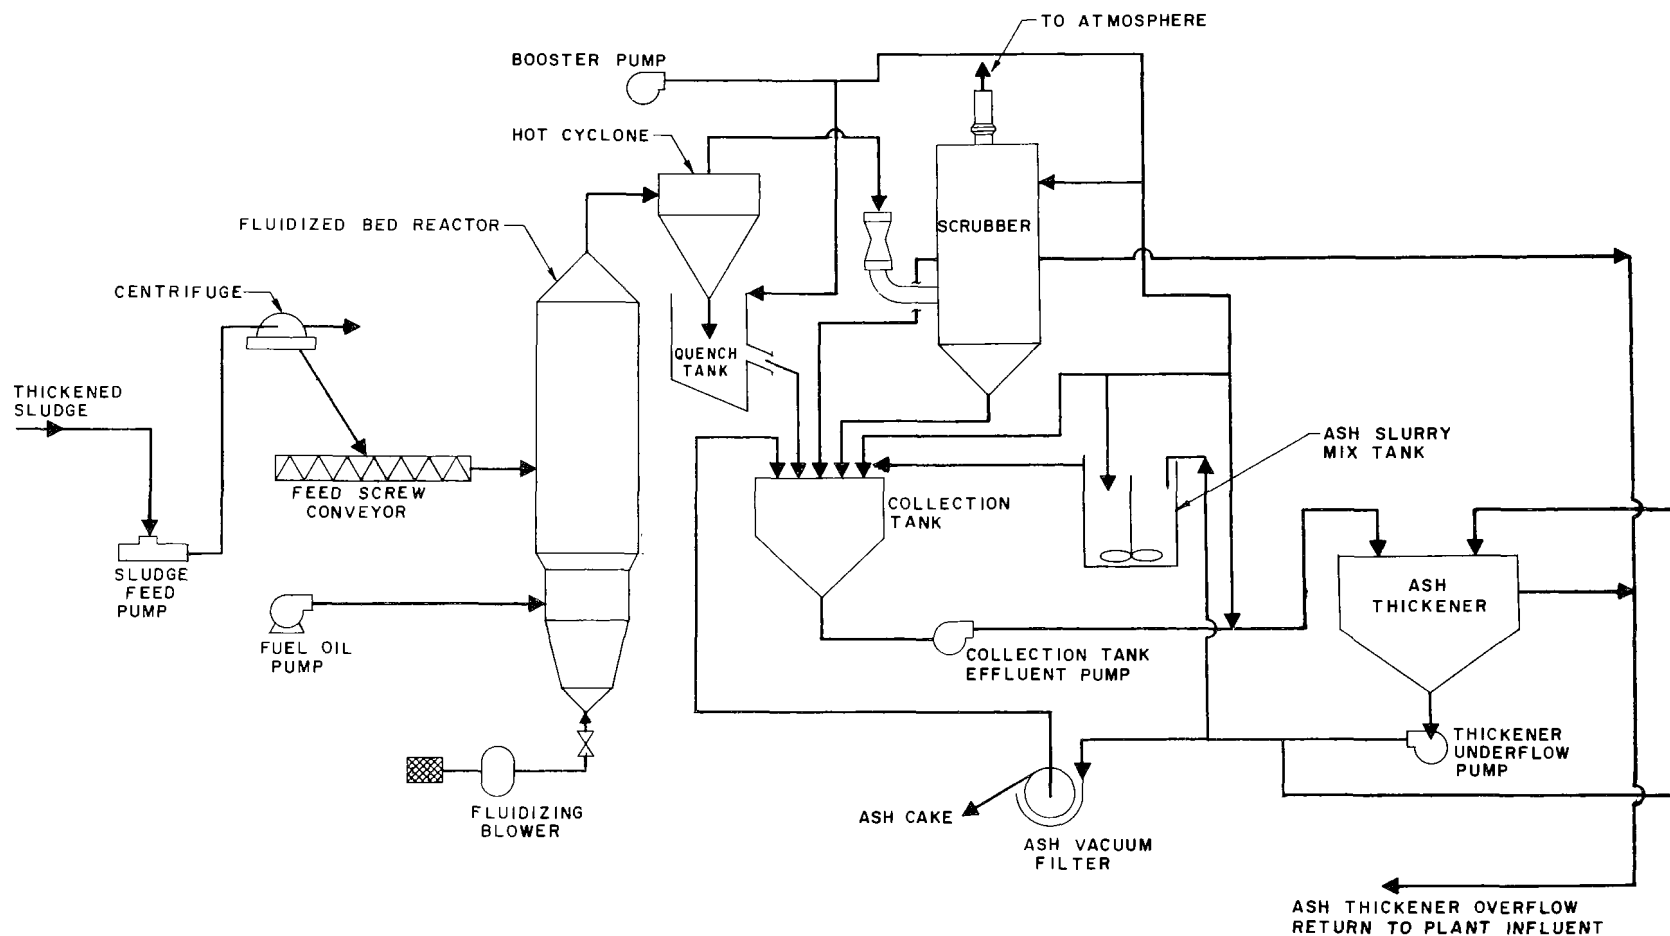 TO ATMOSPHERE
BOOSTER PUMP
HOT CYCLONE
FLUIDIZED BED REACTOR
SCRUBBER
CENTRIFUGE
QUENCH
TANK
THICKENED
SLUDGE
ASH SLURRY
MIX TANK
FEED SCREW
CONVEYOR
COLLECTION
TANK
SLUDGE
FEED
PUMP
ASH
THICKENER
FUEL OIL
PUMP
COLLECTION TANK
EFFLUENT PUMP
THICKENER
UNDERFLOW
PUMP
FLUIDIZING
BLOWER
ASH CAKE
ASH VACUUM
FILTER
ASH THICKENER OVERFLOW
RETURN TO PLANT INFLUENT